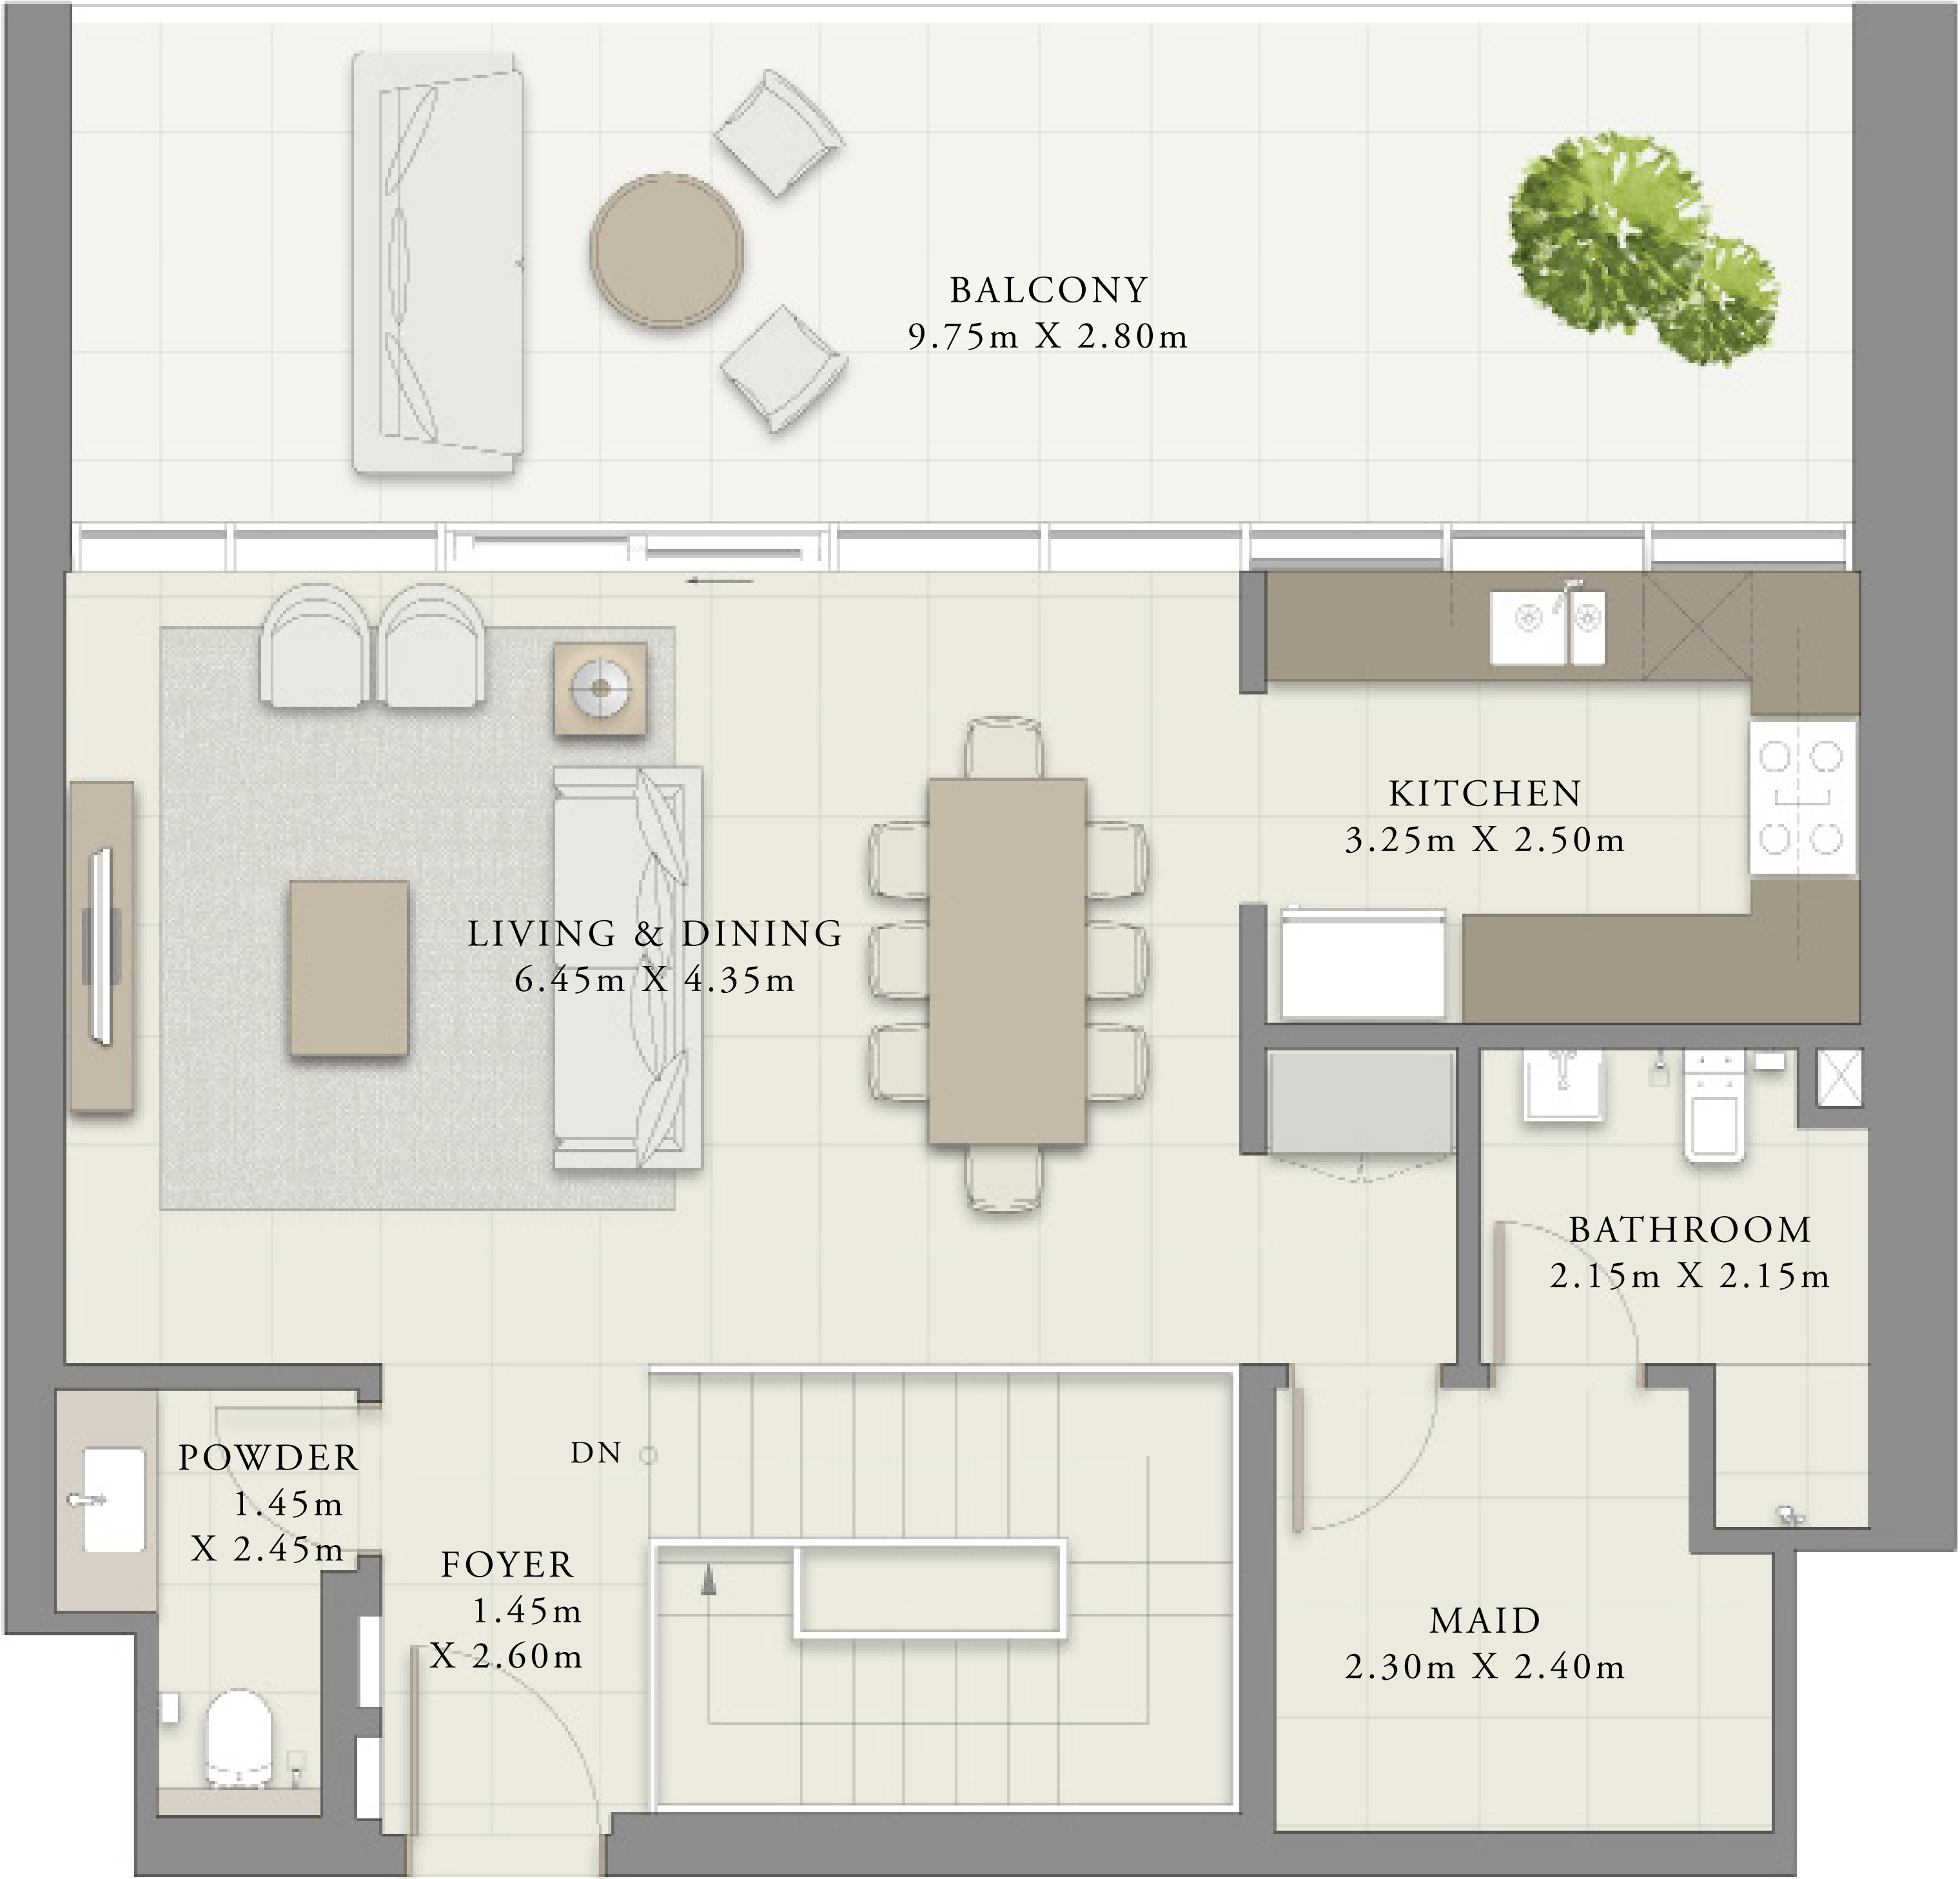 BALCONY
9.75m X 2.80m
KITCHEN
3.25m X 2.50m
LIVING & DINING
6.45m X 4.35m
BATHROOM
2.15m X 2.15m
POWDER
1.45m
X 2.45m
DN
FOYER
1.45m
X 2.60m
MAID
2.30m X 2.40m